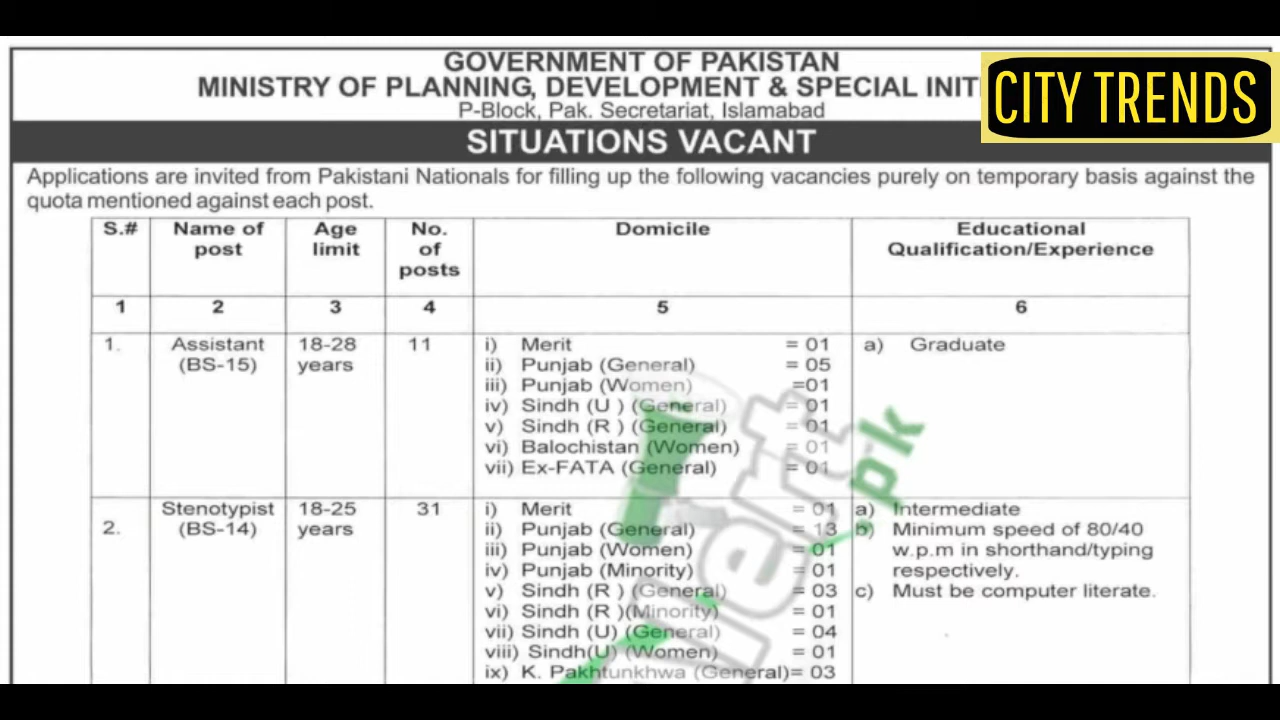 GOVERNMENT OF PAKISTAN
MINISTRY OF PLANNING, DEVELOPMENT & SPECIAL INIT
CITY TRENDS
P-Block, Pak. Secretariat, Islamabad
SITUATIONS VACANT
Applications are invited from Pakistani Nationals for filling up the following vacancies purely on temporary basis against the
quota mentioned against each post.
S.# Name of post Age limit No. of posts Domicile Educational Qualification/Experience
1 2 3 4 5 6
1. Assistant (BS-15) 18-28 years 11
i) Merit = 01
ii) Punjab (General) = 05
iii) Punjab (Women) =01
iv) Sindh (U ) (General) = 01
v) Sindh (R ) (General) = 01
vi) Balochistan (Women) = 01
vii) Ex-FATA (General) = 01
a) Graduate
2. Stenotypist (BS-14) 18-25 years 31
i) Merit = 01
ii) Punjab (General) = 13
iii) Punjab (Women) = 01
iv) Punjab (Minority) = 01
v) Sindh (R ) (General) = 03
vi) Sindh (R )(Minority) = 01
vii) Sindh (U) (General) = 04
viii) Sindh(U) (Women) = 01
ix) K. Pakhtunkhwa (General)= 03
a) Intermediate
b) Minimum speed of 80/40
w.p.m in shorthand/typing
respectively.
c) Must be computer literate.
.pk